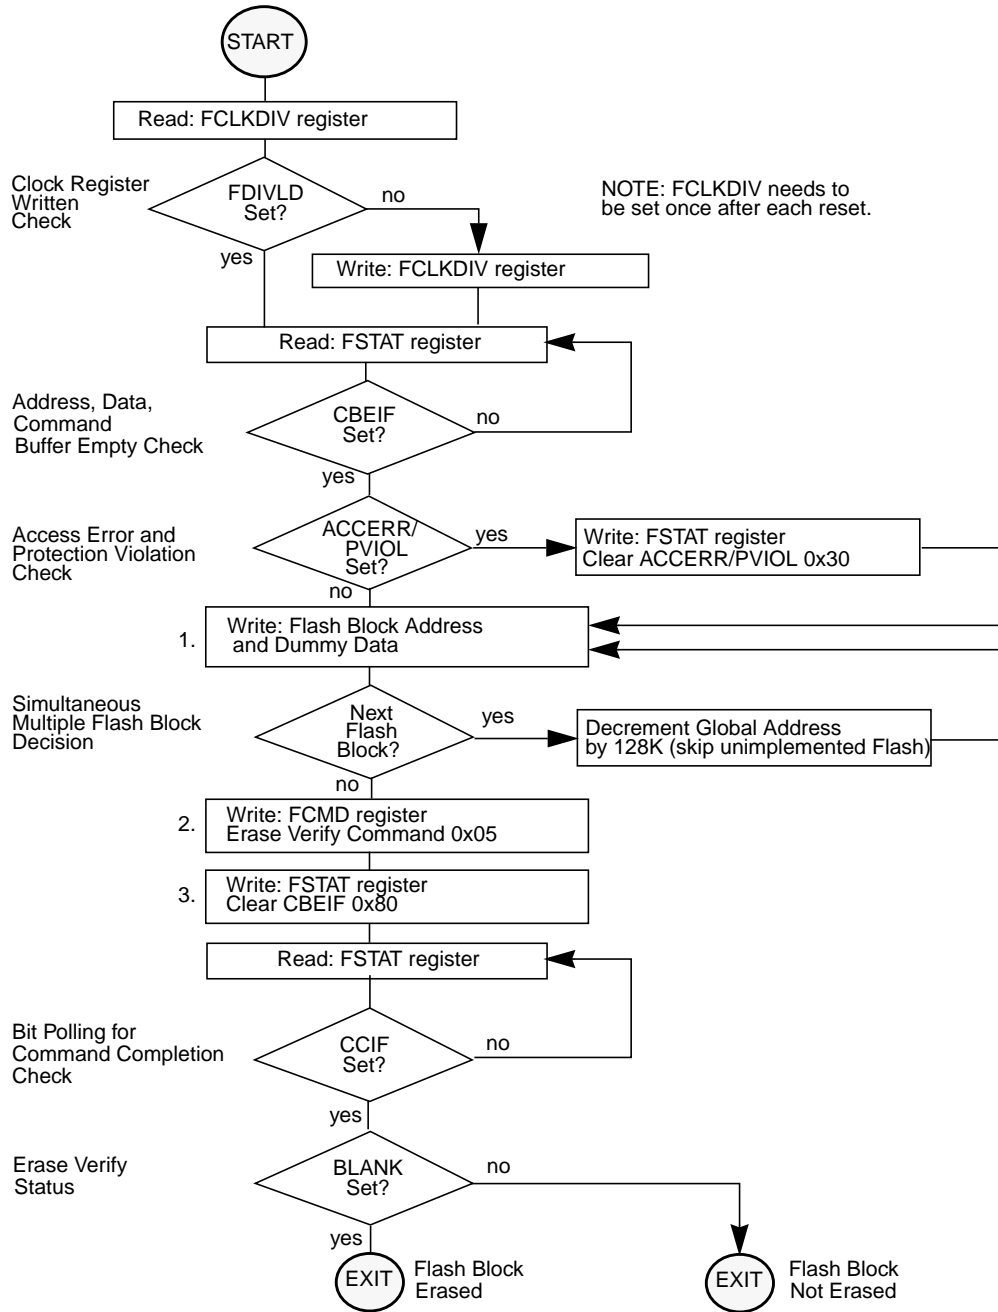 START
Read: FCLKDIV register
Clock Register
Written
Check
FDIVLD
Set?
no
yes
NOTE: FCLKDIV needs to
be set once after each reset.
Write: FCLKDIV register
Read: FSTAT register
Address, Data,
Command
Buffer Empty Check
CBEIF
Set?
no
yes
Access Error and
Protection Violation
Check
ACCERR/
PVIOL
Set?
yes
no
Write: FSTAT register
Clear ACCERR/PVIOL 0x30
1.
Write: Flash Block Address
and Dummy Data
Simultaneous
Multiple Flash Block
Decision
Next
Flash
Block?
yes
no
Decrement Global Address
by 128K (skip unimplemented Flash)
2.
Write: FCMD register
Erase Verify Command 0x05
3.
Write: FSTAT register
Clear CBEIF 0x80
Read: FSTAT register
Bit Polling for
Command Completion
Check
CCIF
Set?
no
yes
Erase Verify
Status
BLANK
Set?
no
yes
EXIT
Flash Block
Erased
EXIT
Flash Block
Not Erased